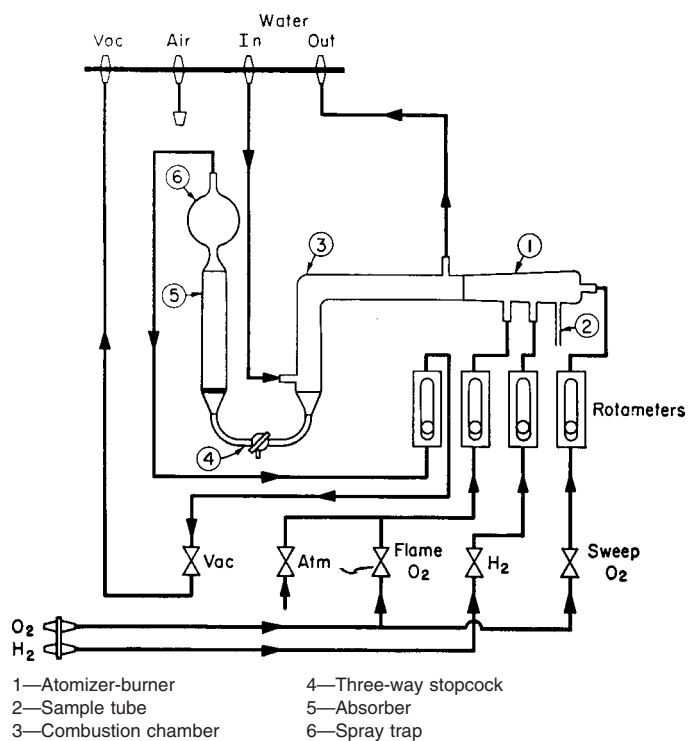 Water
Voc Air In Out
6
3
1
5
2
Rotameters
4
Vac
Atm
Flame
O2
H2
Sweep
O2
O2
H2
1—Atomizer-burner
2—Sample tube
3—Combustion chamber
4—Three-way stopcock
5—Absorber
6—Spray trap